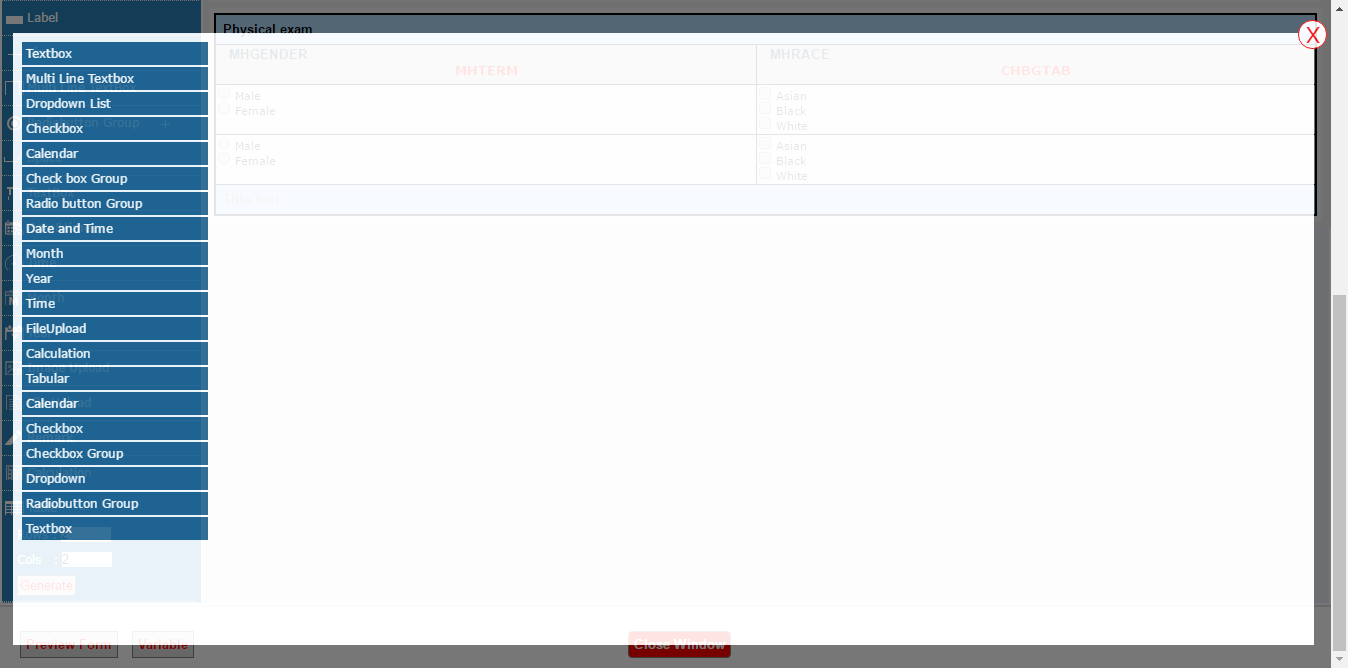 Label
Physical exam
X
Textbox
Multi Line Textbox
Dropdown List
Checkbox
Calendar
Check box Group
Radio button Group
Date and Time
Month
Year
Time
FileUpload
Calculation
Tabular
Calendar
Checkbox
Checkbox Group
Dropdown
Radiobutton Group
Textbox
MHGENDER
MHTERM
MHRACE
CHBGTAB
Male
Female
Asian
Black
White
Male
Female
Asian
Black
White
Cols : 2
Generate
Preview Form
Variable
Close Window